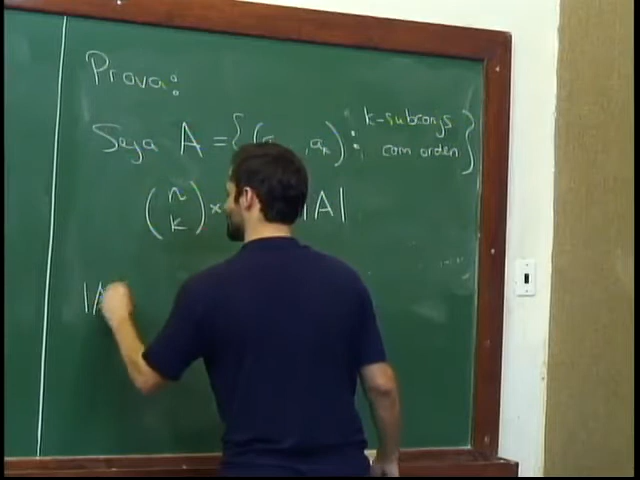 Prova:
Seja A = {( , aₖ) : k-subconjs com ordem}
(n k) × |A|
|A